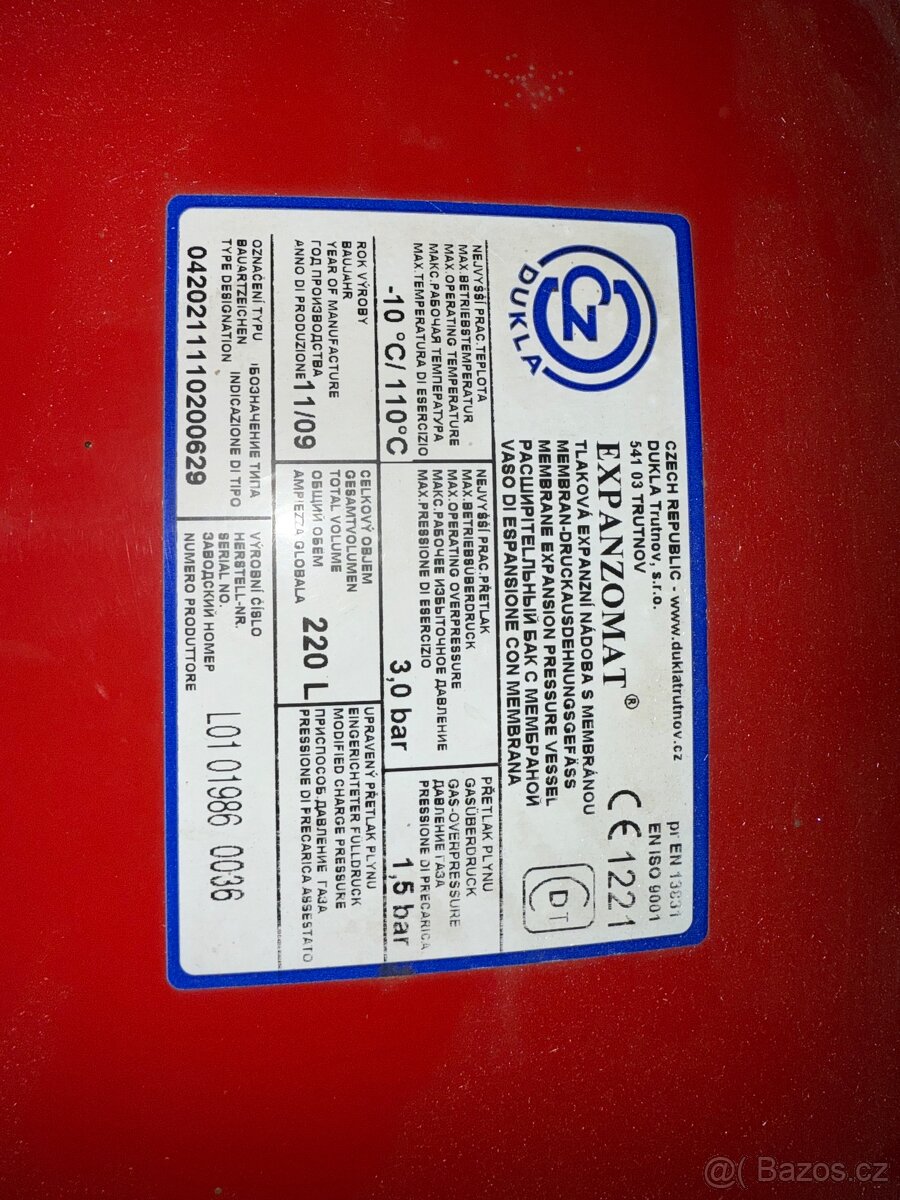 CZ
DUKLA
CZECH REPUBLIC - www.duklatrutnov.cz
DUKLA Trutnov, s.r.o.
541 03 TRUTNOV
pr EN 13831
EN ISO 9001
EXPANZOMAT ®
CE 1221
TLAKOVÁ EXPANZNÍ NÁDOBA S MEMBRÁNOU
MEMBRAN-DRUCKAUSDEHNUNGSGEFÄSS
MEMBRANE EXPANSION PRESSURE VESSEL
РАСШИРИТЕЛЬНЫЙ БАК С МЕМБРАНОЙ
VASO DI ESPANSIONE CON MEMBRANA
C DT
NEJVYŠŠÍ PRAC.TEPLOTA
MAX.BETRIEBSTEMPERATUR
MAX.OPERATING TEMPERATURE
МАКС.РАБОЧАЯ ТЕМПЕРАТУРА
MAX.TEMPERATURA DI ESERCIZIO
-10 °C/ 110°C
NEJVYŠŠÍ PRAC.PŘETLAK
MAX.BETRIEBSÜBERDRUCK
MAX.OPERATING OVERPRESSURE
МАКС.РАБОЧЕЕ ИЗБЫТОЧНОЕ ДАВЛЕНИЕ
MAX.PRESSIONE DI ESERCIZIO
3,0 bar
PŘETLAK PLYNU
GASÜBERDRUCK
GAS-OVERPRESSURE
ДАВЛЕНИЕ ГАЗА
PRESSIONE DI PRECARICA
1,5 bar
ROK VÝROBY
BAUJAHR
YEAR OF MANUFACTURE
ГОД ПРОИЗВОДСТВА
ANNO DI PRODUZIONE 11/09
CELKOVÝ OBJEM
GESAMTVOLUMEN
TOTAL VOLUME
ОБЩИЙ ОБЕМ
AMPIEZZA GLOBALA
220 L
UPRAVENÝ PŘETLAK PLYNU
EINGERICHTETER FÜLLDRUCK
MODIFIED CHARGE PRESSURE
ПРИСПОСОБ.ДАВЛЕНИЕ ГАЗА
PRESSIONE DI PRECARICA ASSESTATO
OZNAČENÍ TYPU IБОЗНАЧЕНИЕ ТИПА
BAUARTZEICHEN
TYPE DESIGNATION INDICAZIONE DI TIPO
0420211110200629
VÝROBNÍ ČÍSLO
HERSTELL-NR.
SERIAL NO.
ЗАВОДСКИЙ НОМЕР
NUMERO PRODUTTORE
L01 01986 0036
@( Bazos.cz